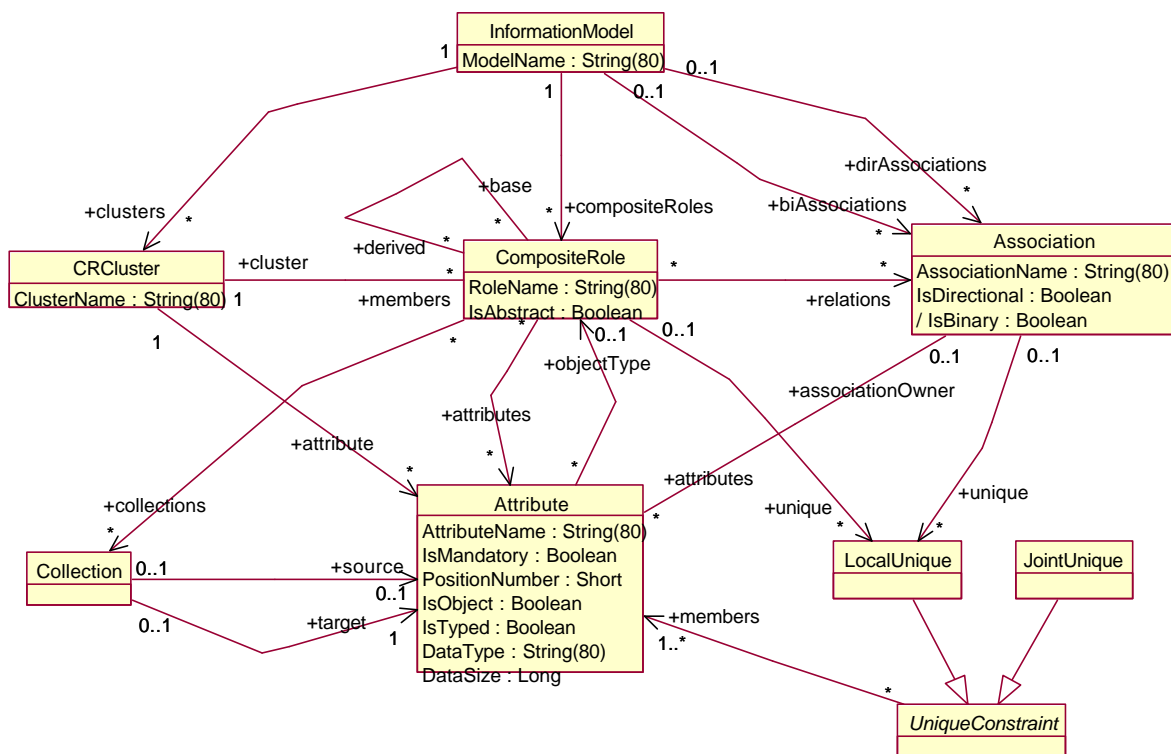 InformationModel
ModelName : String(80)
1
1
0..1
0..1
+clusters
*
+base
*
+derived
*
+compositeRoles
*
+dirAssociations
*
+biAssociations
*
CRCluster
ClusterName : String(80)
+cluster
1
*
+members
CompositeRole
RoleName : String(80)
IsAbstract : Boolean
*
*
+relations
Association
AssociationName : String(80)
IsDirectional : Boolean
/ IsBinary : Boolean
1
*
*
0..1
+objectType
0..1
0..1
0..1
+associationOwner
+attribute
*
+attributes
*
*
+collections
*
+attributes
*
+unique
*
+unique
*
Attribute
AttributeName : String(80)
IsMandatory : Boolean
PositionNumber : Short
IsObject : Boolean
IsTyped : Boolean
DataType : String(80)
DataSize : Long
Collection
0..1
+source
0..1
0..1
+target
1
LocalUnique
JointUnique
+members
1..*
*
UniqueConstraint